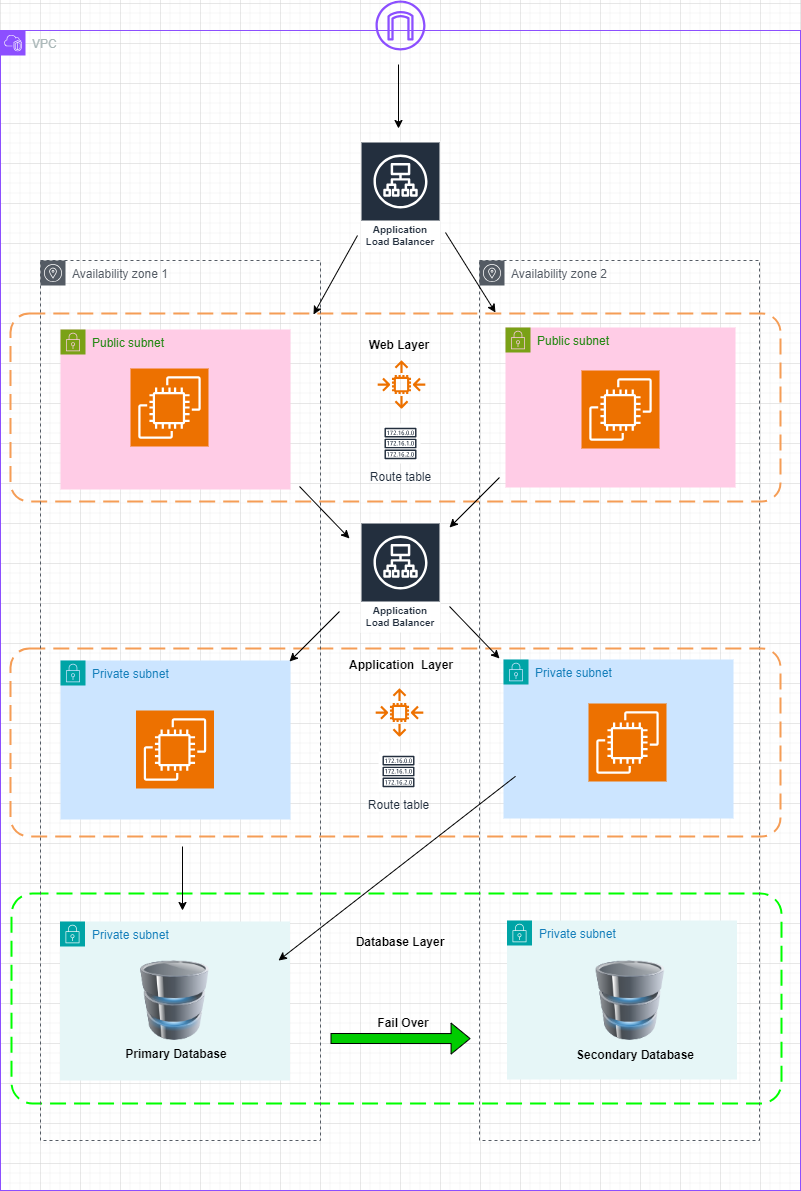 VPC
Application
Load Balancer
Availability zone 1
Availability zone 2
Public subnet
Public subnet
Web Layer
172.16.0.0
172.16.1.0
172.16.2.0
Route table
Application
Load Balancer
Private subnet
Application  Layer
Private subnet
172.16.0.0
172.16.1.0
172.16.2.0
Route table
Private subnet
Database Layer
Private subnet
Fail Over
Primary Database
Secondary Database